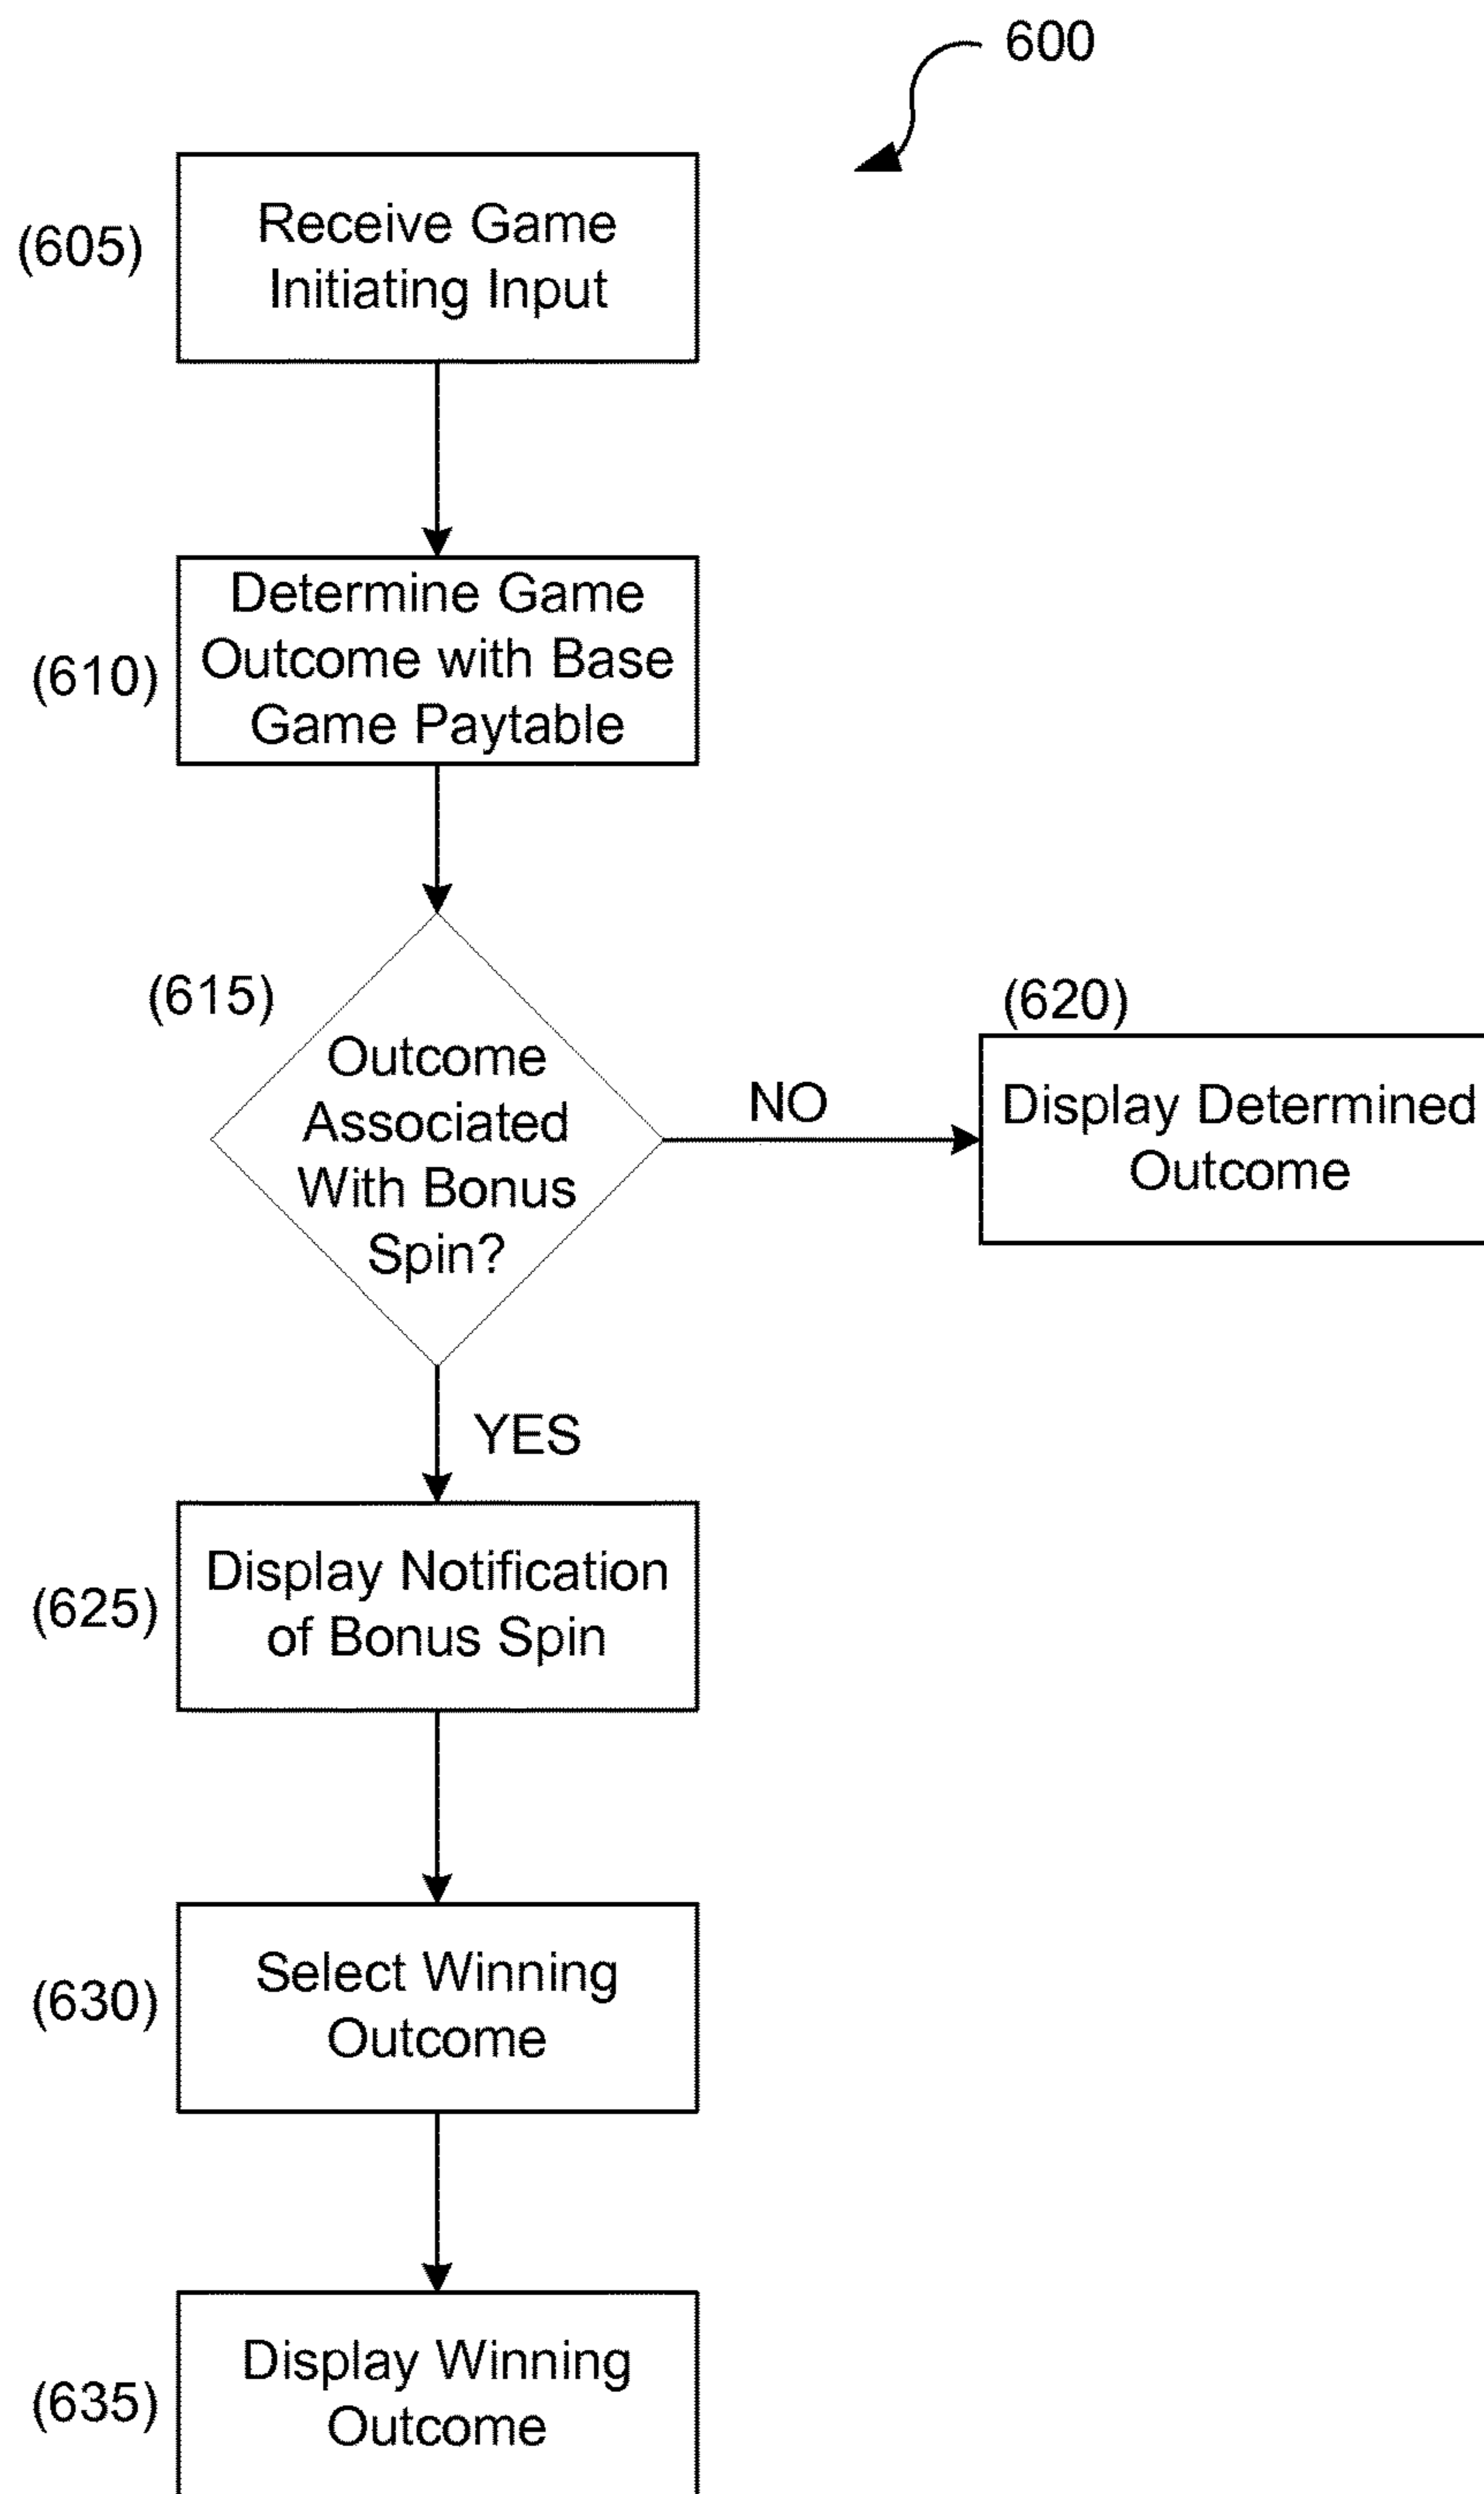 600
(605)
Receive Game
Initiating Input
(610)
Determine Game
Outcome with Base
Game Paytable
(615)
Outcome
Associated
With Bonus
Spin?
NO
(620)
Display Determined
Outcome
YES
(625)
Display Notification
of Bonus Spin
(630)
Select Winning
Outcome
(635)
Display Winning
Outcome